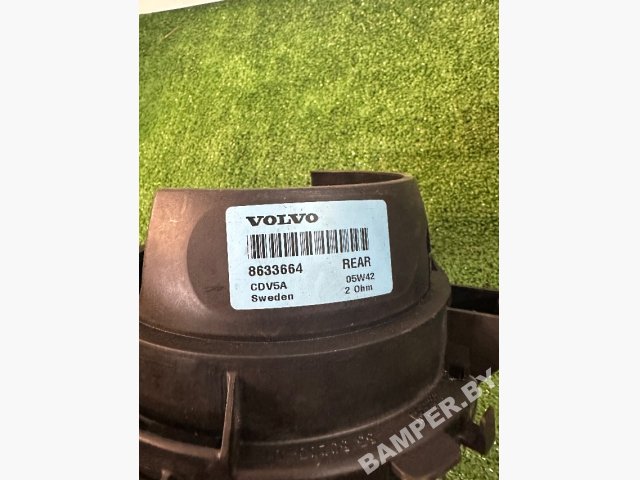 VOLVO
8633664 REAR
CDV5A 05W42
Sweden 2 Ohm
BAMPER.BY